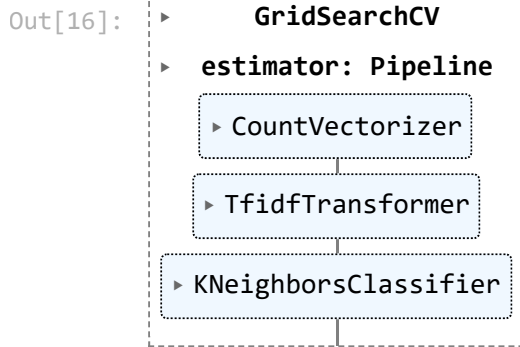 Out[16]:
▸ GridSearchCV
▸ estimator: Pipeline
▸ CountVectorizer
▸ TfidfTransformer
▸ KNeighborsClassifier